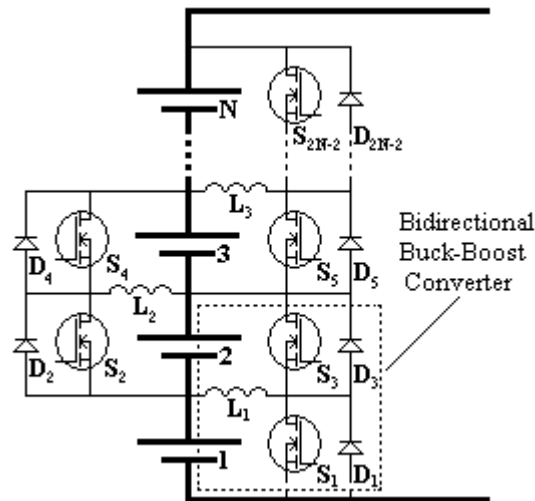 N
S2N-2
D2N-2
L3
Bidirectional
Buck-Boost
Converter
D4
S4
3
S5
D5
L2
D2
S2
2
S3
D3
L1
1
S1
D1